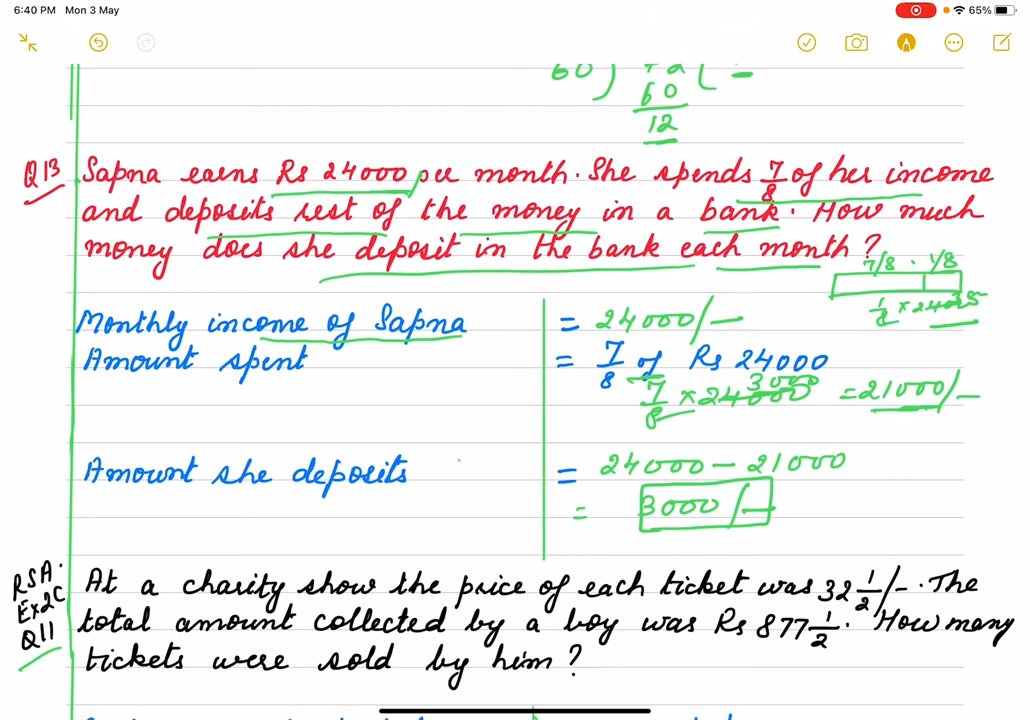 6:40 PM Mon 3 May
65%
60 ) 72 (
60
12
Q13 Sapna earns Rs 24000 per month. She spends 7/8 of her income
and deposits rest of the money in a bank. How much
money does she deposit in the bank each month?
7/8 . 1/8
Monthly income of Sapna = 24000/-
Amount spent = 7/8 of Rs 24000
7/8 × 24000 3000 = 21000/-
Amount she deposits = 24000 - 21000
= 3000/-
RSA. Ex2C Q11
At a charity show the price of each ticket was 32 1/2/-. The
total amount collected by a boy was Rs 877 1/2. How many
tickets were sold by him?